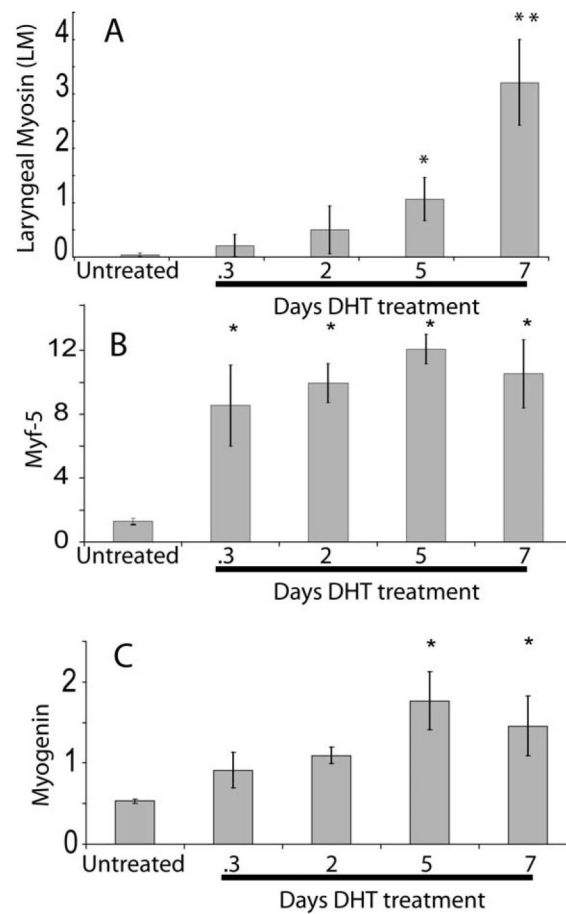 A
Laryngeal Myosin (LM)
4
3
2
1
0
* *
*
Untreated .3 2 5 7
Days DHT treatment
B
Myf-5
12
8
4
0
* * * *
Untreated .3 2 5 7
Days DHT treatment
C
Myogenin
2
1
0
* *
Untreated .3 2 5 7
Days DHT treatment